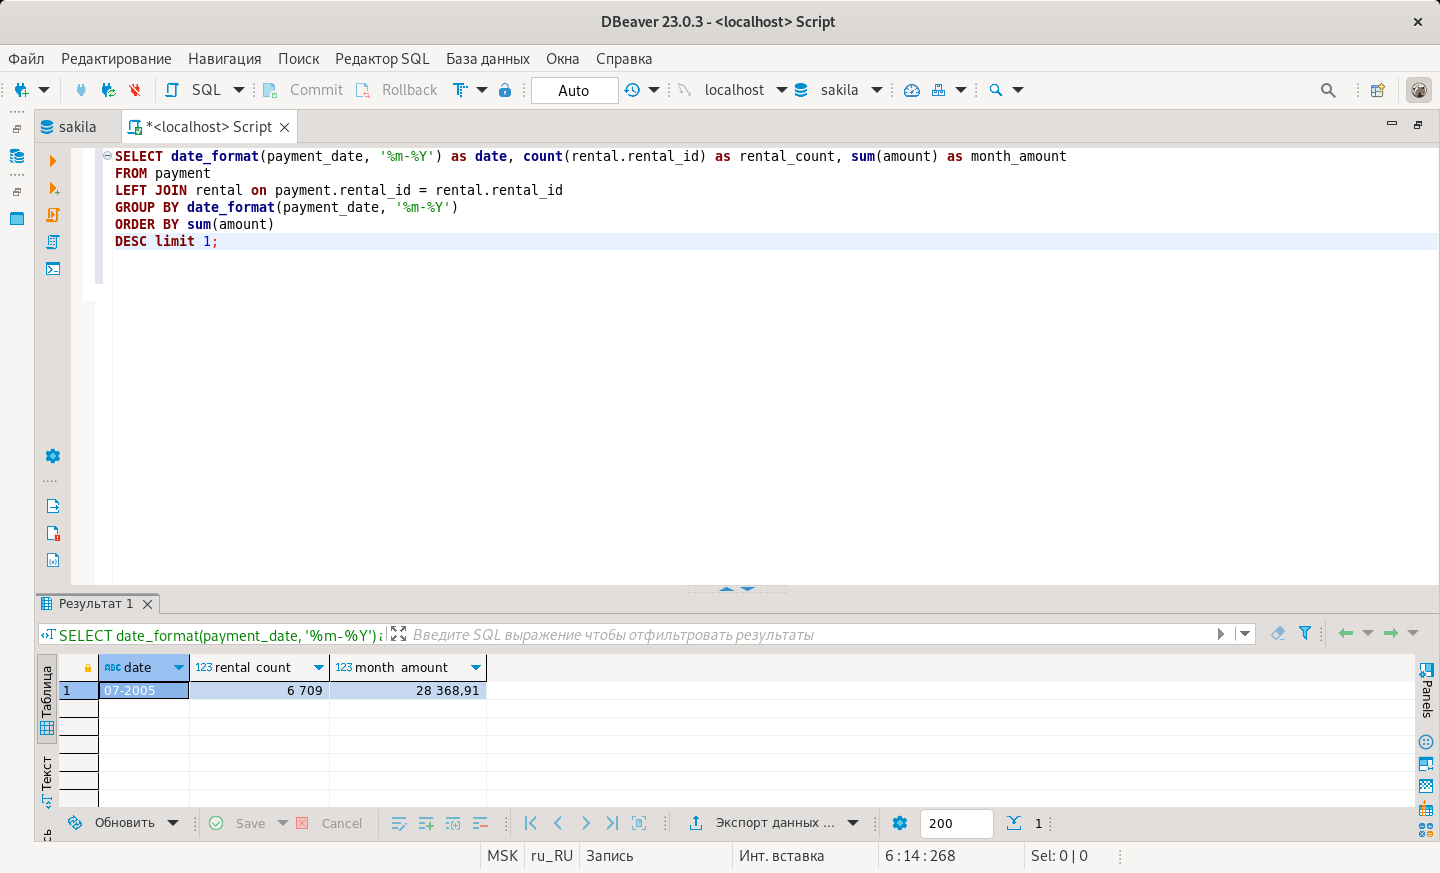 DBeaver 23.0.3 - <localhost> Script
Файл Редактирование Навигация Поиск Редактор SQL База данных Окна Справка
SQL Commit Rollback Auto localhost sakila
sakila *<localhost> Script
SELECT date_format(payment_date, '%m-%Y') as date, count(rental.rental_id) as rental_count, sum(amount) as month_amount
FROM payment
LEFT JOIN rental on payment.rental_id = rental.rental_id
GROUP BY date_format(payment_date, '%m-%Y')
ORDER BY sum(amount)
DESC limit 1;
Результат 1
SELECT date_format(payment_date, '%m-%Y') a Введите SQL выражение чтобы отфильтровать результаты
Таблица
Текст
ABC date 123 rental_count 123 month_amount
1 07-2005 6 709 28 368,91
Panels
Обновить Save Cancel Экспорт данных ... 200 1
MSK ru_RU Запись Инт. вставка 6 : 14 : 268 Sel: 0 | 0